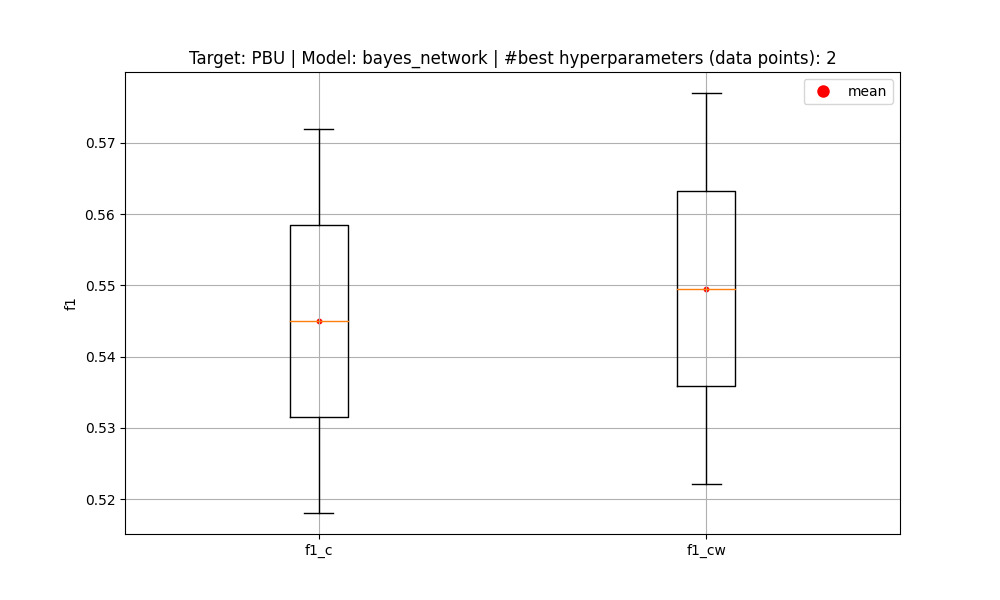 Target: PBU | Model: bayes_network | #best hyperparameters (data points): 2
mean
0.57
0.56
0.55
0.54
0.53
0.52
f1
f1_c
f1_cw